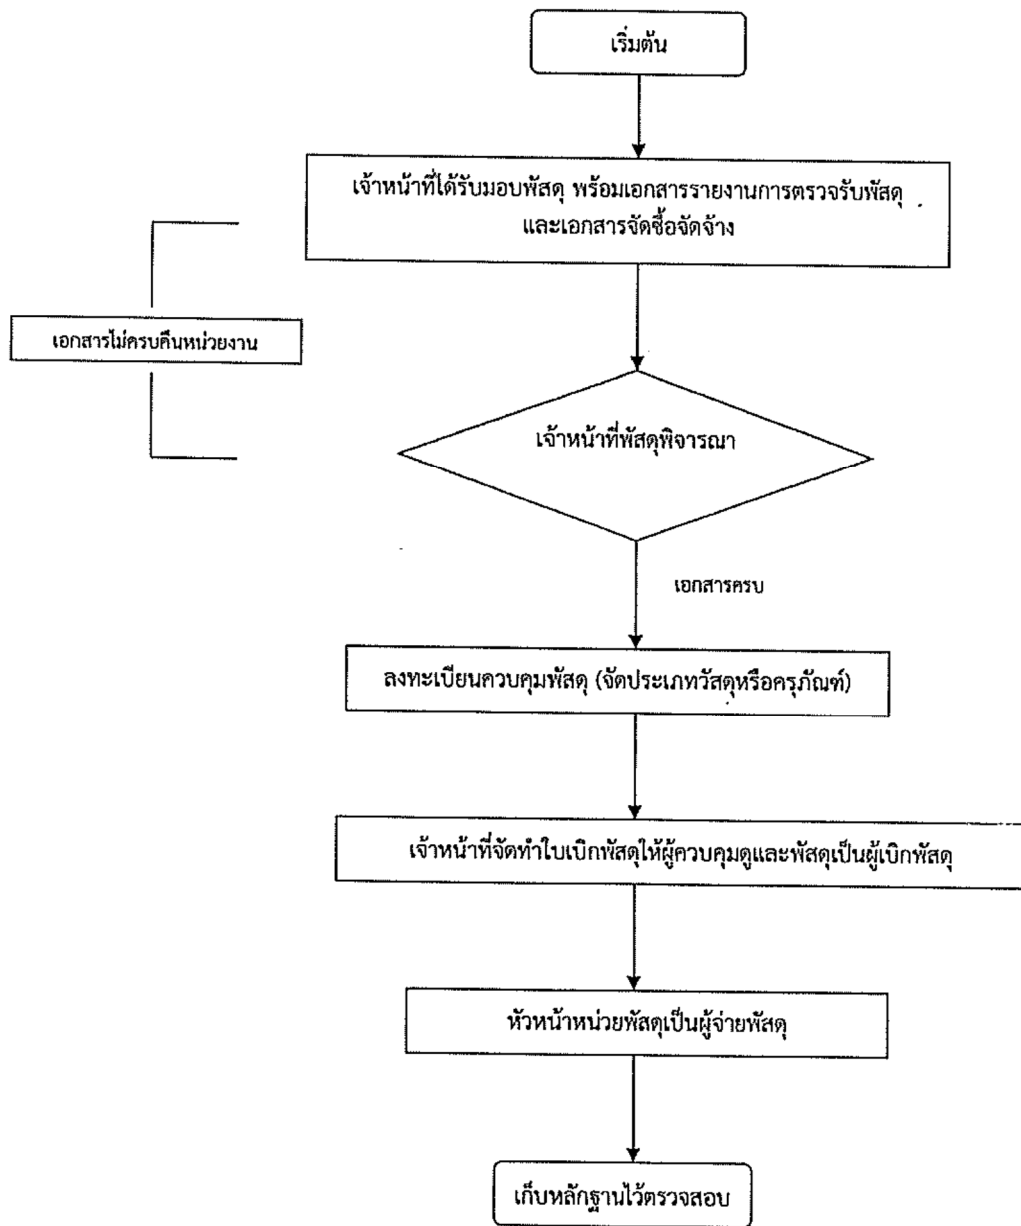 เริ่มต้น
เจ้าหน้าที่ได้รับมอบพัสดุ พร้อมเอกสารรายงานการตรวจรับพัสดุ
และเอกสารจัดซื้อจัดจ้าง
เอกสารไม่ครบคืนหน่วยงาน
เจ้าหน้าที่พัสดุพิจารณา
เอกสารครบ
ลงทะเบียนควบคุมพัสดุ (จัดประเภทวัสดุหรือครุภัณฑ์)
เจ้าหน้าที่จัดทำใบเบิกพัสดุให้ผู้ควบคุมดูและพัสดุเป็นผู้เบิกพัสดุ
หัวหน้าหน่วยพัสดุเป็นผู้จ่ายพัสดุ
เก็บหลักฐานไว้ตรวจสอบ